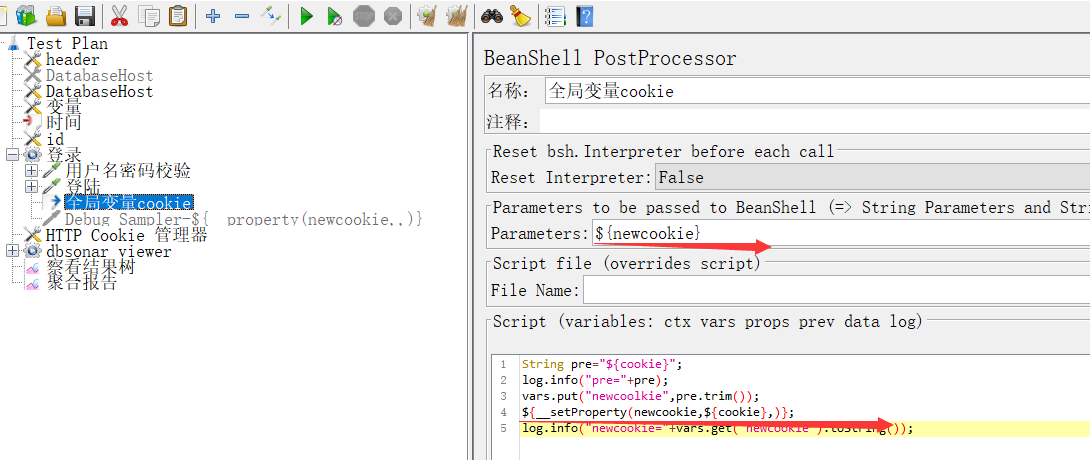 Test Plan
header
DatabaseHost
DatabaseHost
变量
时间
id
登录
用户名密码校验
登陆
全局变量cookie
Debug Sampler-${__property(newcookie,,)}
HTTP Cookie 管理器
dbsonar viewer
察看结果树
聚合报告
BeanShell PostProcessor
名称： 全局变量cookie
注释：
Reset bsh.Interpreter before each call
Reset Interpreter: False
Parameters to be passed to BeanShell (=> String Parameters and Stri
Parameters: ${newcookie}
Script file (overrides script)
File Name:
Script (variables: ctx vars props prev data log)
1 String pre="${cookie}";
2 log.info("pre="+pre);
3 vars.put("newcoolkie",pre.trim());
4 ${__setProperty(newcookie,${cookie},)};
5 log.info("newcookie="+vars.get("newcookie").toString());